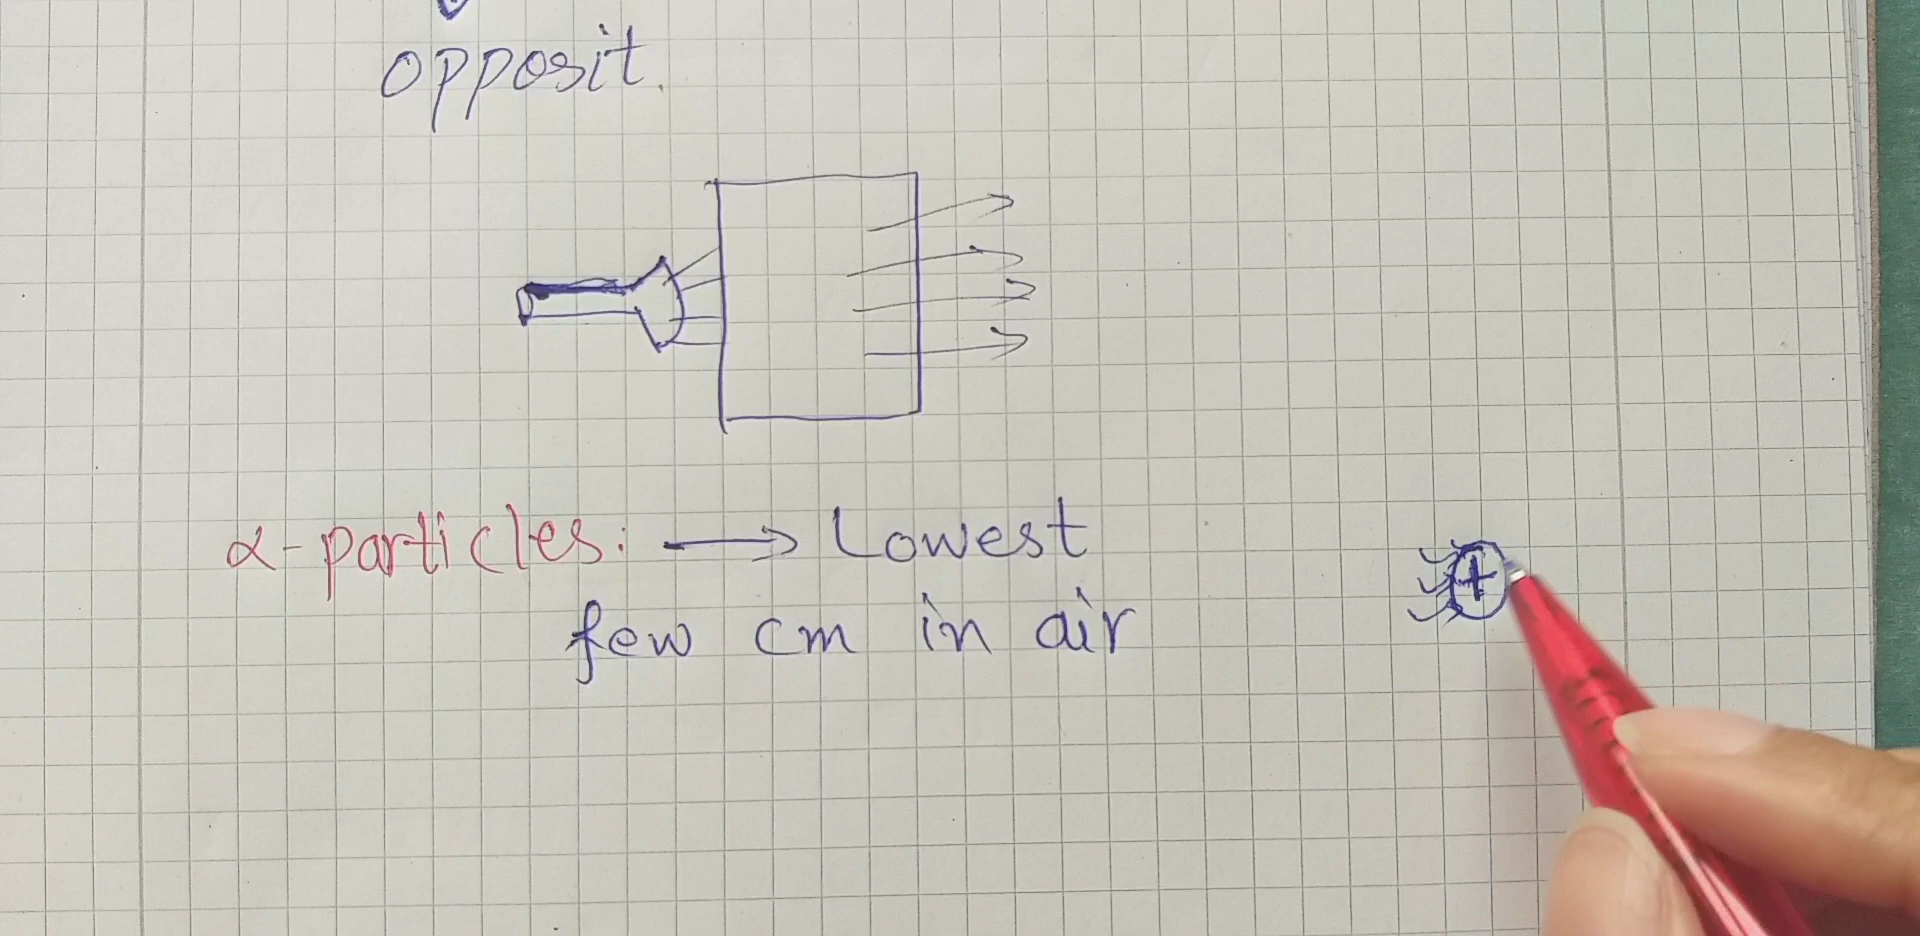 opposit.
α-particles: → Lowest
few cm in air
+